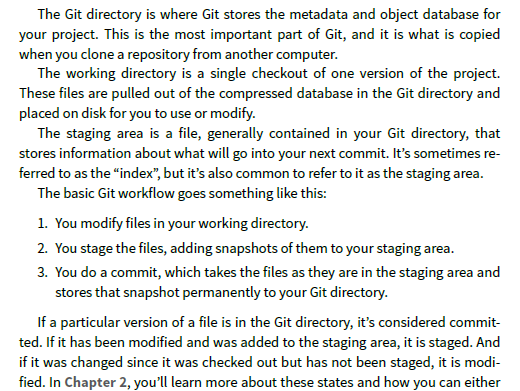 The Git directory is where Git stores the metadata and object database for
your project. This is the most important part of Git, and it is what is copied
when you clone a repository from another computer.
The working directory is a single checkout of one version of the project.
These files are pulled out of the compressed database in the Git directory and
placed on disk for you to use or modify.
The staging area is a file, generally contained in your Git directory, that
stores information about what will go into your next commit. It’s sometimes re-
ferred to as the “index”, but it’s also common to refer to it as the staging area.
The basic Git workflow goes something like this:
1. You modify files in your working directory.
2. You stage the files, adding snapshots of them to your staging area.
3. You do a commit, which takes the files as they are in the staging area and
stores that snapshot permanently to your Git directory.
If a particular version of a file is in the Git directory, it’s considered commit-
ted. If it has been modified and was added to the staging area, it is staged. And
if it was changed since it was checked out but has not been staged, it is modi-
fied. In Chapter 2, you’ll learn more about these states and how you can either